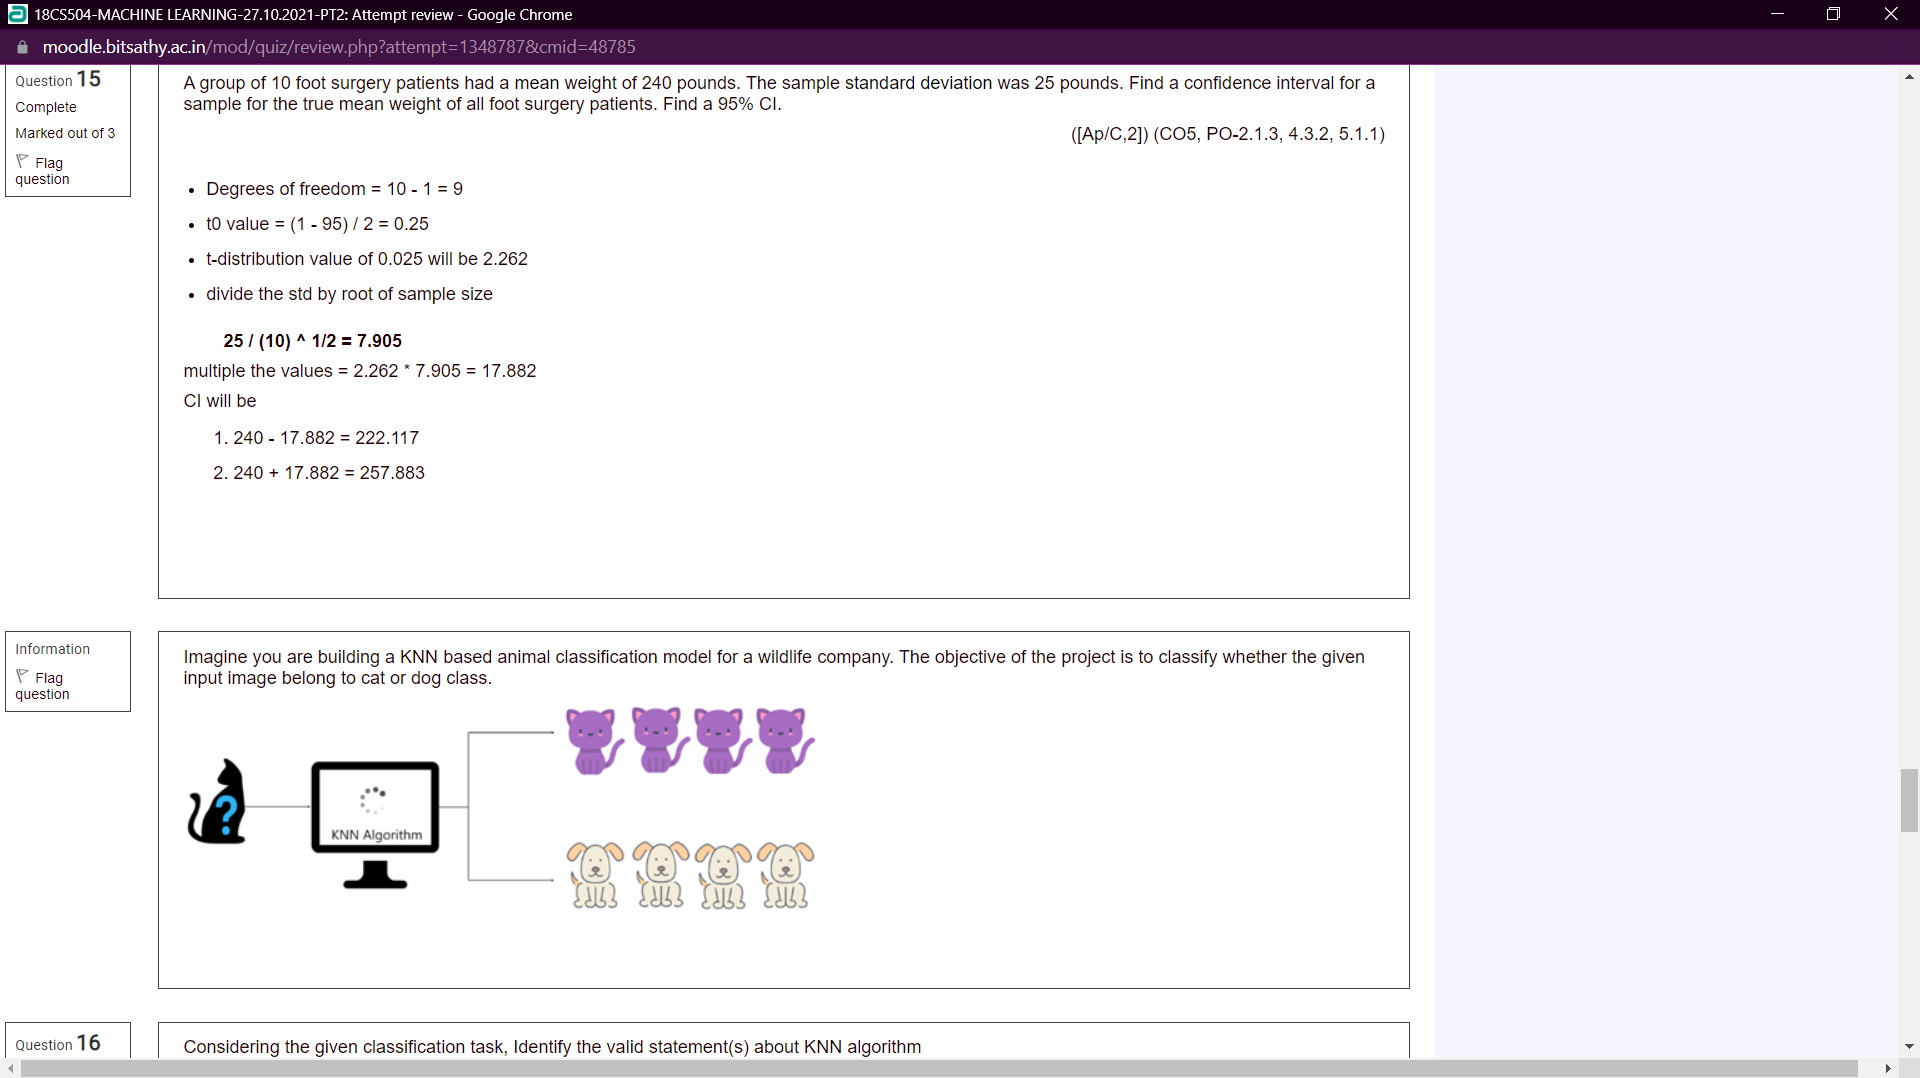 18CS504-MACHINE LEARNING-27.10.2021-PT2: Attempt review - Google Chrome
moodle.bitsathy.ac.in/mod/quiz/review.php?attempt=1348787&cmid=48785
Question 15
Complete
Marked out of 3
Flag
question
A group of 10 foot surgery patients had a mean weight of 240 pounds. The sample standard deviation was 25 pounds. Find a confidence interval for a
sample for the true mean weight of all foot surgery patients. Find a 95% CI.
([Ap/C,2]) (CO5, PO-2.1.3, 4.3.2, 5.1.1)
• Degrees of freedom = 10 - 1 = 9
• t0 value = (1 - 95) / 2 = 0.25
• t-distribution value of 0.025 will be 2.262
• divide the std by root of sample size
25 / (10) ^ 1/2 = 7.905
multiple the values = 2.262 * 7.905 = 17.882
CI will be
1. 240 - 17.882 = 222.117
2. 240 + 17.882 = 257.883
Information
Flag
question
Imagine you are building a KNN based animal classification model for a wildlife company. The objective of the project is to classify whether the given
input image belong to cat or dog class.
?
KNN Algorithm
Question 16
Considering the given classification task, Identify the valid statement(s) about KNN algorithm